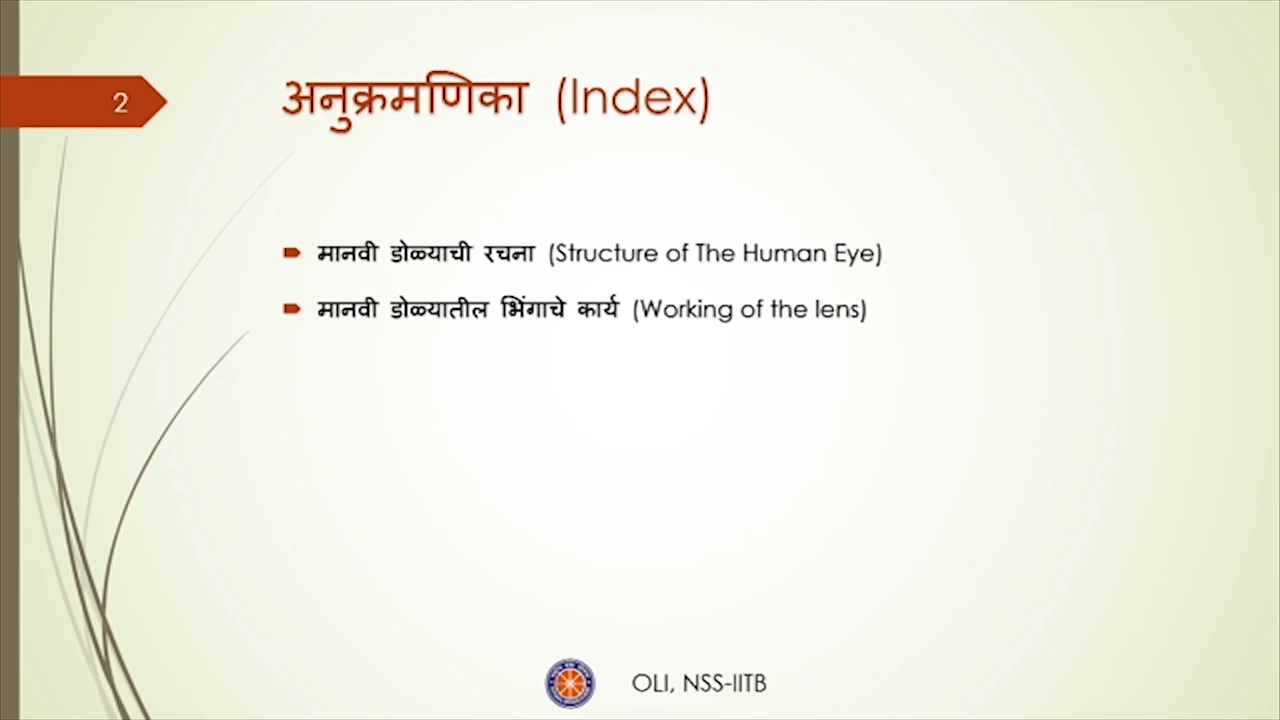 2
अनुक्रमणिका (Index)
मानवी डोळ्याची रचना (Structure of The Human Eye)
मानवी डोळ्यातील भिंगाचे कार्य (Working of the lens)
OLI, NSS-IITB